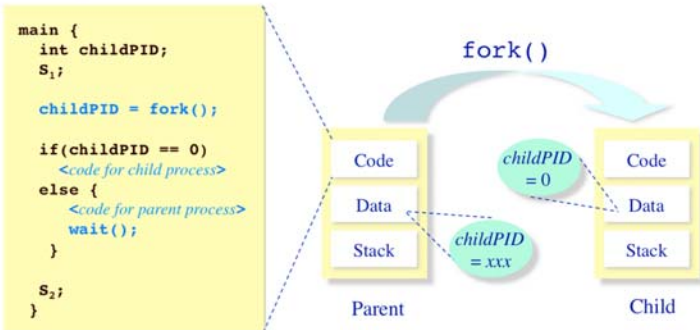 main {
int childPID;
S₁;
childPID = fork();
if(childPID == 0)
<code for child process>
else {
<code for parent process>
wait();
}
S₂;
}
fork()
Code
Data
Stack
Parent
childPID
= xxx
childPID
= 0
Code
Data
Stack
Child